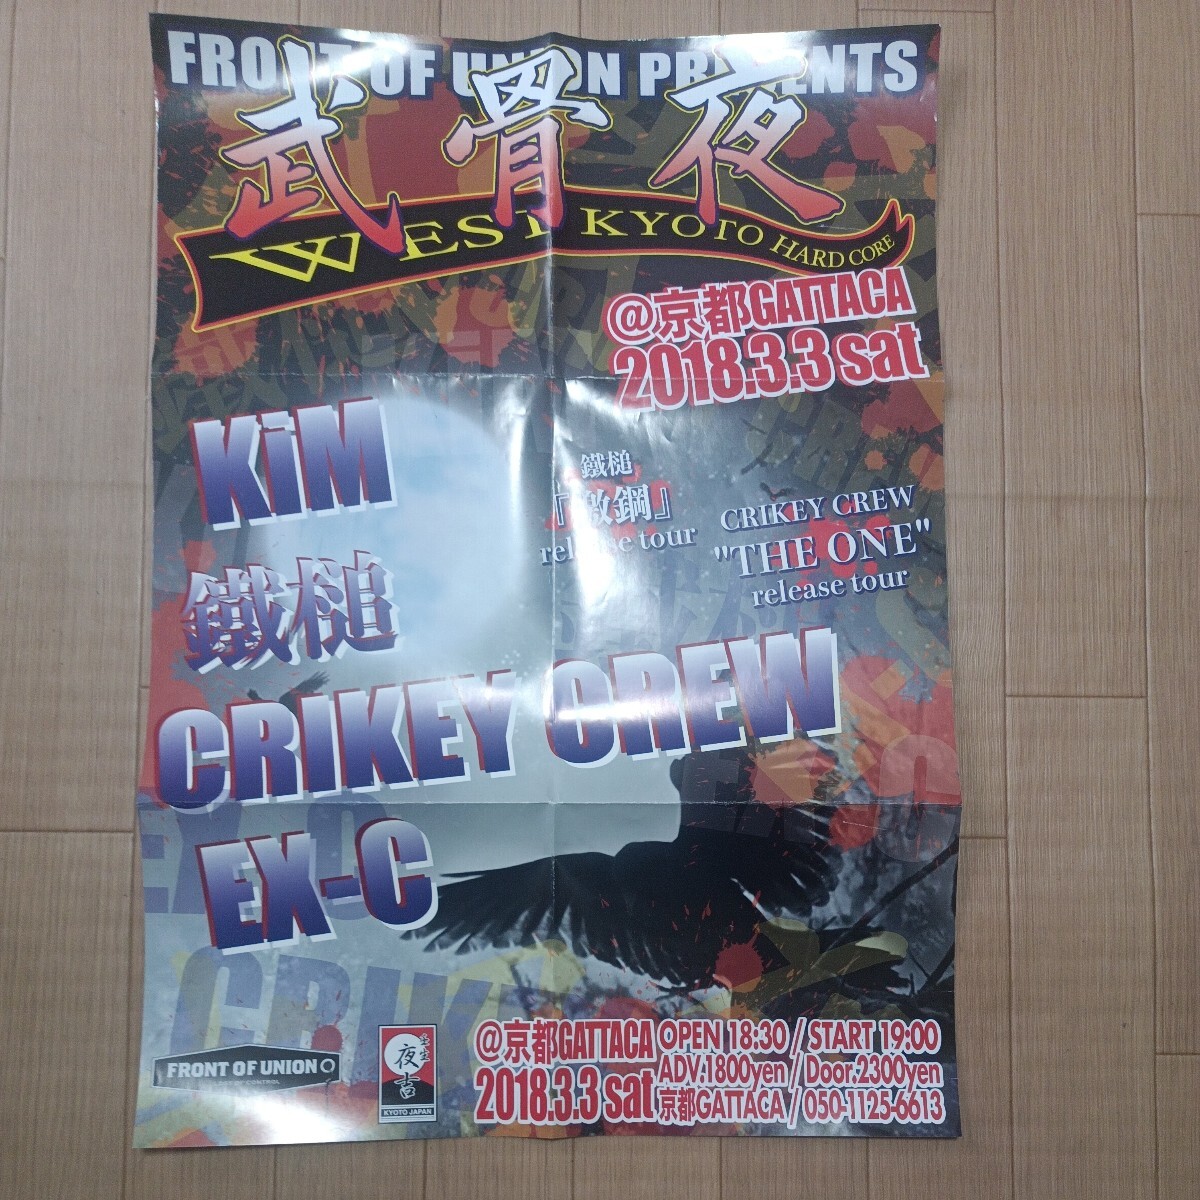 FRONT OF UNION PRESENTS
武骨夜
WEST KYOTO HARD CORE
@京都GATTACA
2018.3.3 sat
KiM
鐵槌
『激鋼』
release tour
CRIKEY CREW
"THE ONE"
release tour
鐵槌
CRIKEY CREW
EX-C
FRONT OF UNION
夜吉
KYOTO JAPAN
@京都GATTACA
2018.3.3 sat
OPEN 18:30 / START 19:00
ADV.1800yen / Door.2300yen
京都GATTACA / 050-1125-6613